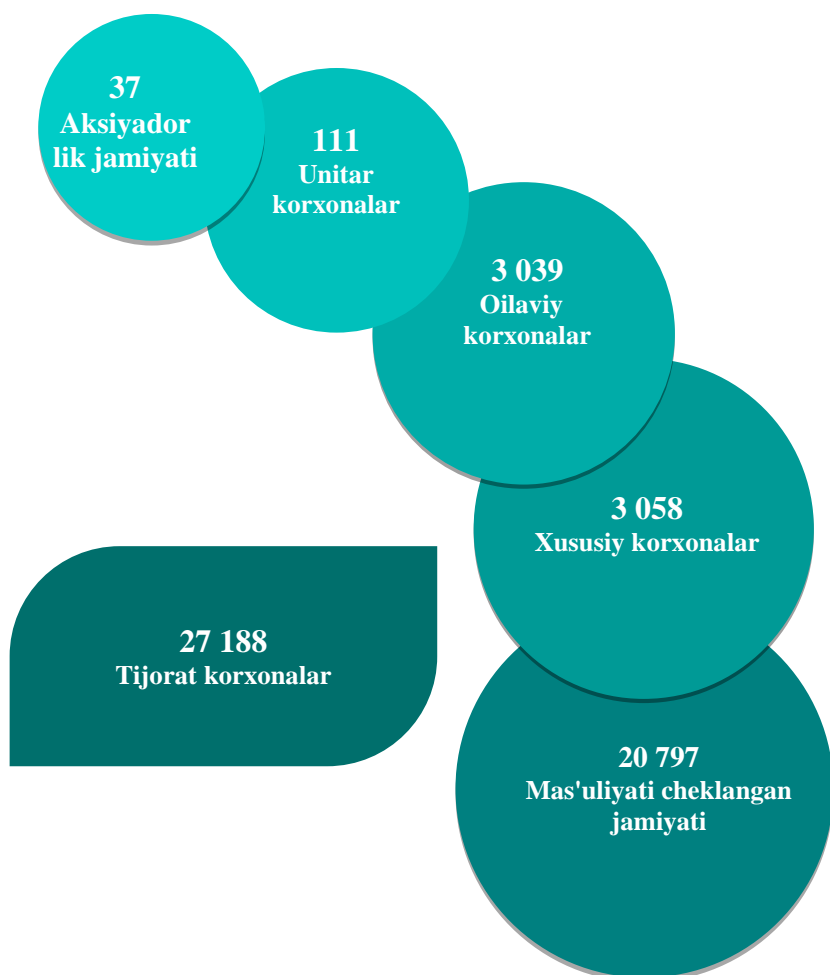 37
Aksiyador
lik jamiyati
111
Unitar
korxonalar
3 039
Oilaviy
korxonalar
3 058
Xususiy korxonalar
27 188
Tijorat korxonalar
20 797
Mas'uliyati cheklangan
jamiyati